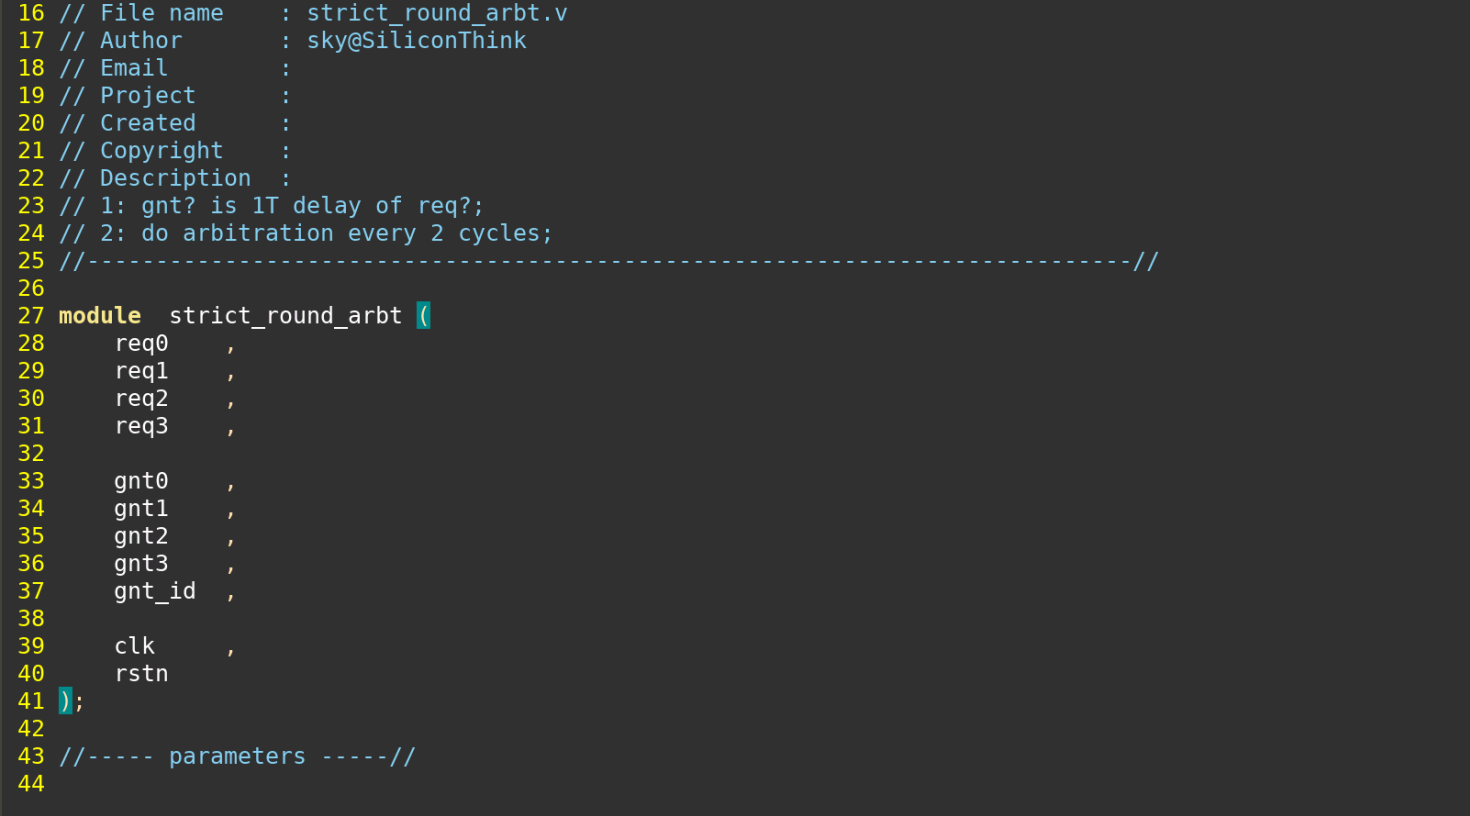 16 // File name    : strict_round_arbt.v
17 // Author       : sky@SiliconThink
18 // Email        :
19 // Project      :
20 // Created      :
21 // Copyright    :
22 // Description  :
23 // 1: gnt? is 1T delay of req?;
24 // 2: do arbitration every 2 cycles;
25 //----------------------------------------------------------------------------//
26
27 module  strict_round_arbt (
28     req0    ,
29     req1    ,
30     req2    ,
31     req3    ,
32
33     gnt0    ,
34     gnt1    ,
35     gnt2    ,
36     gnt3    ,
37     gnt_id  ,
38
39     clk     ,
40     rstn
41 );
42
43 //----- parameters -----//
44